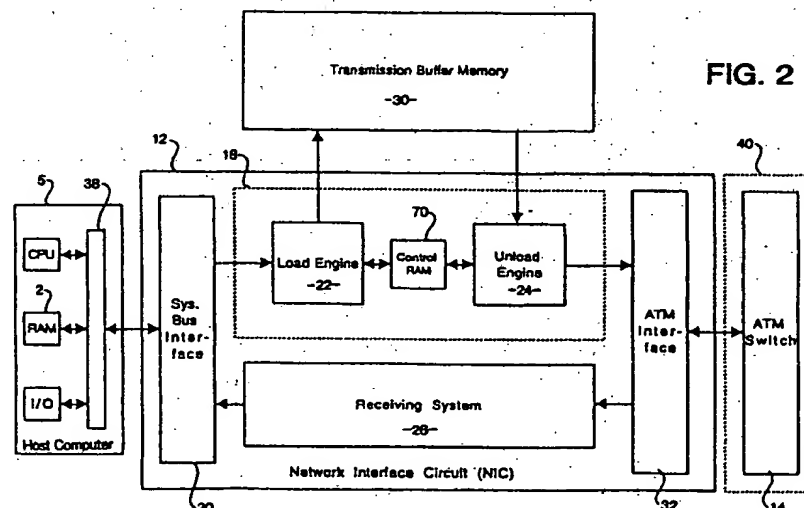 FIG. 2
Transmission Buffer Memory
-30-
12
18
40
5
38
70
CPU
2
RAM
I/O
Host Computer
Sys.
Bus
Inter-
face
Load Engine
-22-
Control
RAM
Unload
Engine
-24-
ATM
Inter-
face
ATM
Switch
Receiving System
Network Interface Circuit (NIC)
32
14